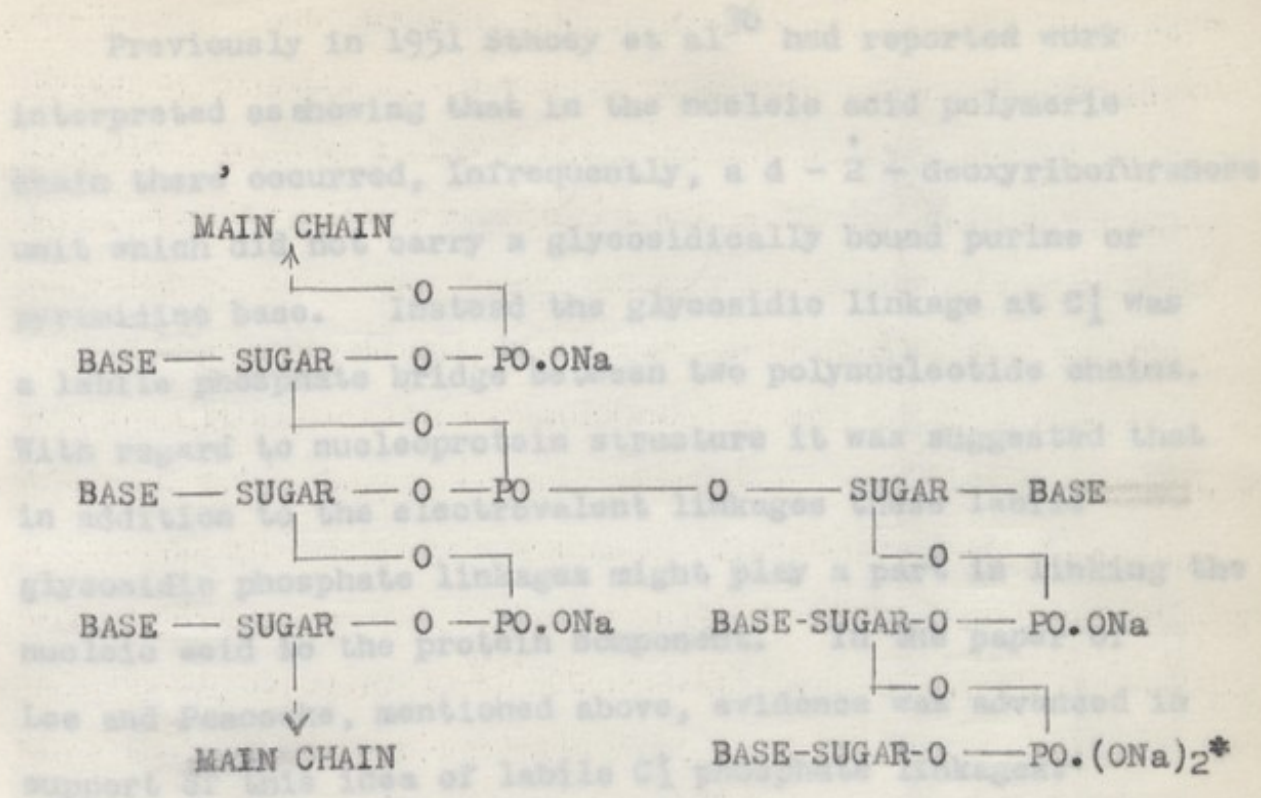 MAIN CHAIN
O
BASE — SUGAR — O — PO.ONa
O
BASE — SUGAR — O — PO — O — SUGAR — BASE
O O
BASE — SUGAR — O — PO.ONa BASE-SUGAR-O — PO.ONa
O
MAIN CHAIN BASE-SUGAR-O — PO.(ONa)2*
Previously in 1951 et al had reported work
interpreted as showing that in the nucleic acid polymeric
chain there occurred, infrequently, a d - 2 - deoxyribofuranose
unit which did not carry a glycosidically bound purine or
base. Instead the glycosidic linkage at was
a labile phosphate bridge between two polynucleotide chains.
With regard to nucleoprotein structure it was suggested that
in addition to the electrovalent linkages these labile
glycosidic phosphate linkages might play a part in linking the
nucleic acid to the protein component. In the paper of
Lee and Peacocke, mentioned above, evidence was advanced in
support of this idea of labile phosphate linkages.